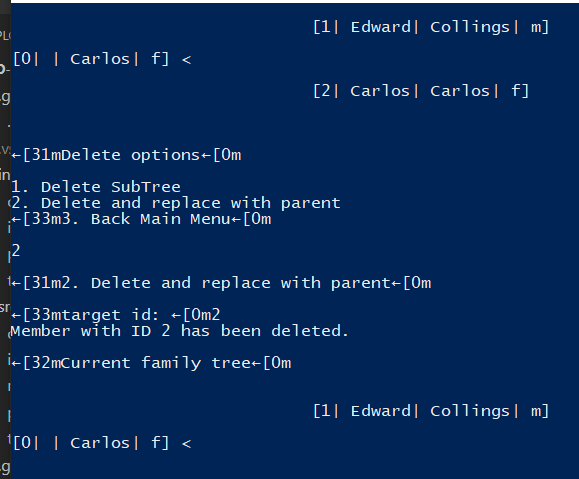 [1| Edward| Collings| m]
[0| | Carlos| f] <
[2| Carlos| Carlos| f]
←[31mDelete options←[0m
1. Delete SubTree
2. Delete and replace with parent
←[33m3. Back Main Menu←[0m
2
←[31m2. Delete and replace with parent←[0m
←[33mtarget id: ←[0m2
Member with ID 2 has been deleted.
←[32mCurrent family tree←[0m
[1| Edward| Collings| m]
[0| | Carlos| f] <